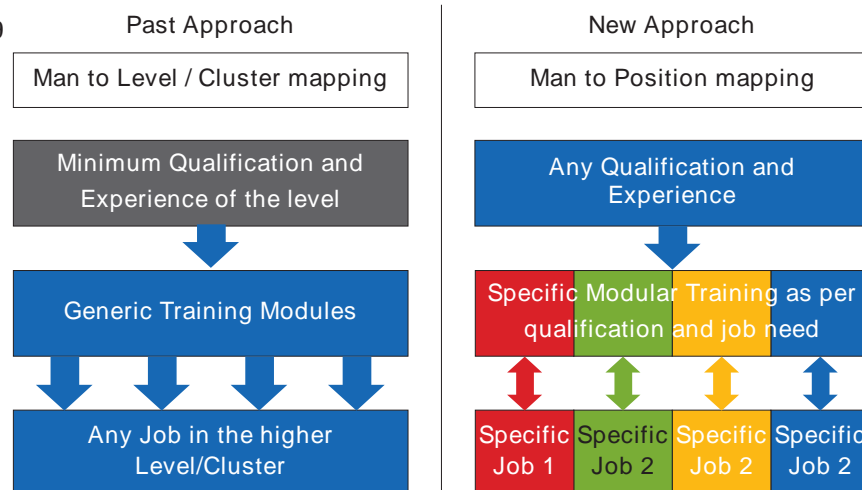 Past Approach
Man to Level / Cluster mapping
Minimum Qualification and
Experience of the level
Generic Training Modules
Any Job in the higher
Level/Cluster
New Approach
Man to Position mapping
Any Qualification and
Experience
Specific Modular Training as per
qualification and job need
Specific
Job 1
Specific
Job 2
Specific
Job 2
Specific
Job 2